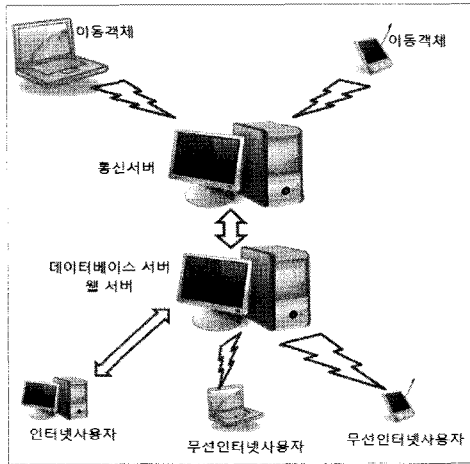 이동객체
이동객체
통신서버
데이터베이스 서버
웹 서버
인터넷사용자
무선인터넷사용자
무선인터넷사용자